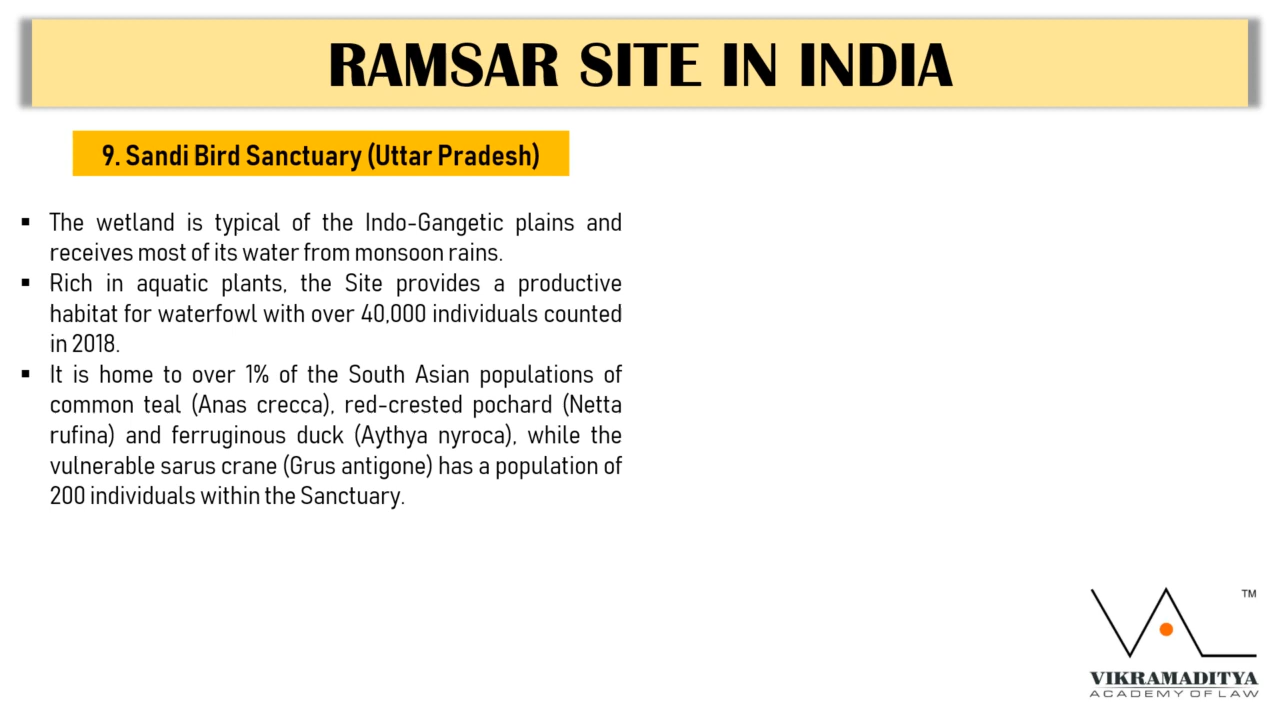 RAMSAR SITE IN INDIA
9. Sandi Bird Sanctuary (Uttar Pradesh)
▪ The wetland is typical of the Indo-Gangetic plains and
receives most of its water from monsoon rains.
▪ Rich in aquatic plants, the Site provides a productive
habitat for waterfowl with over 40,000 individuals counted
in 2018.
▪ It is home to over 1% of the South Asian populations of
common teal (Anas crecca), red-crested pochard (Netta
rufina) and ferruginous duck (Aythya nyroca), while the
vulnerable sarus crane (Grus antigone) has a population of
200 individuals within the Sanctuary.
TM
VIKRAMADITYA
ACADEMY OF LAW